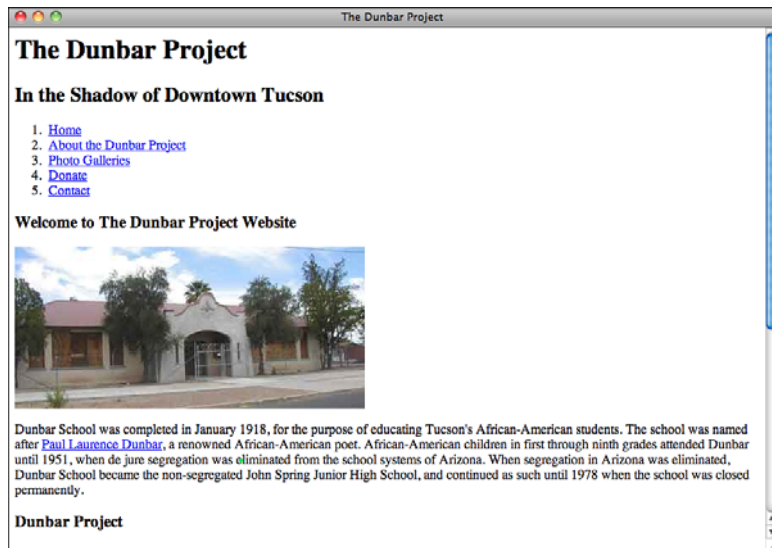 The Dunbar Project
The Dunbar Project
In the Shadow of Downtown Tucson
1. Home
2. About the Dunbar Project
3. Photo Galleries
4. Donate
5. Contact
Welcome to The Dunbar Project Website
Dunbar School was completed in January 1918, for the purpose of educating Tucson's African-American students. The school was named
after Paul Laurence Dunbar, a renowned African-American poet. African-American children in first through ninth grades attended Dunbar
until 1951, when de jure segregation was eliminated from the school systems of Arizona. When segregation in Arizona was eliminated,
Dunbar School became the non-segregated John Spring Junior High School, and continued as such until 1978 when the school was closed
permanently.
Dunbar Project